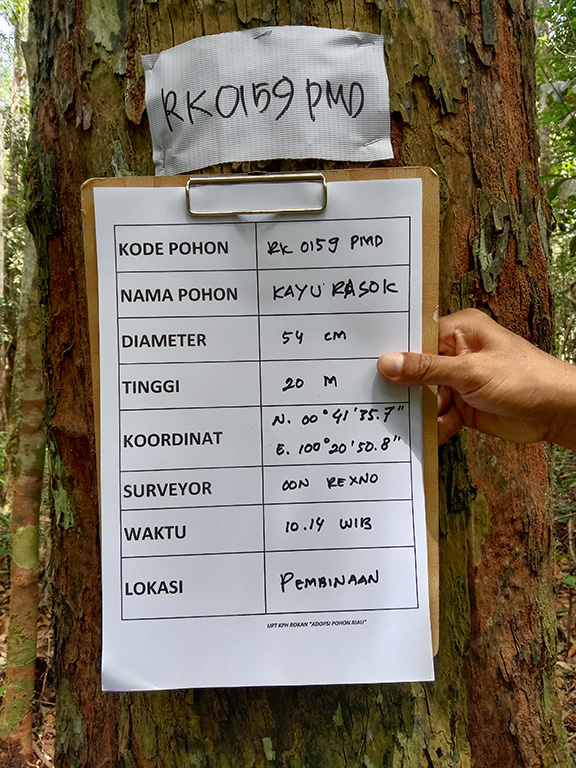 RK0159 PMD
KODE POHON RK 0159 PMD
NAMA POHON KAYU RASOK
DIAMETER 54 cm
TINGGI 20 M
KOORDINAT N. 00°41'35.7"
E. 100°20'50.8"
SURVEYOR OON REXNO
WAKTU 10.14 WIB
LOKASI PEMBINAAN
UPT KPH ROKAN "ADOPSI POHON RIAU"